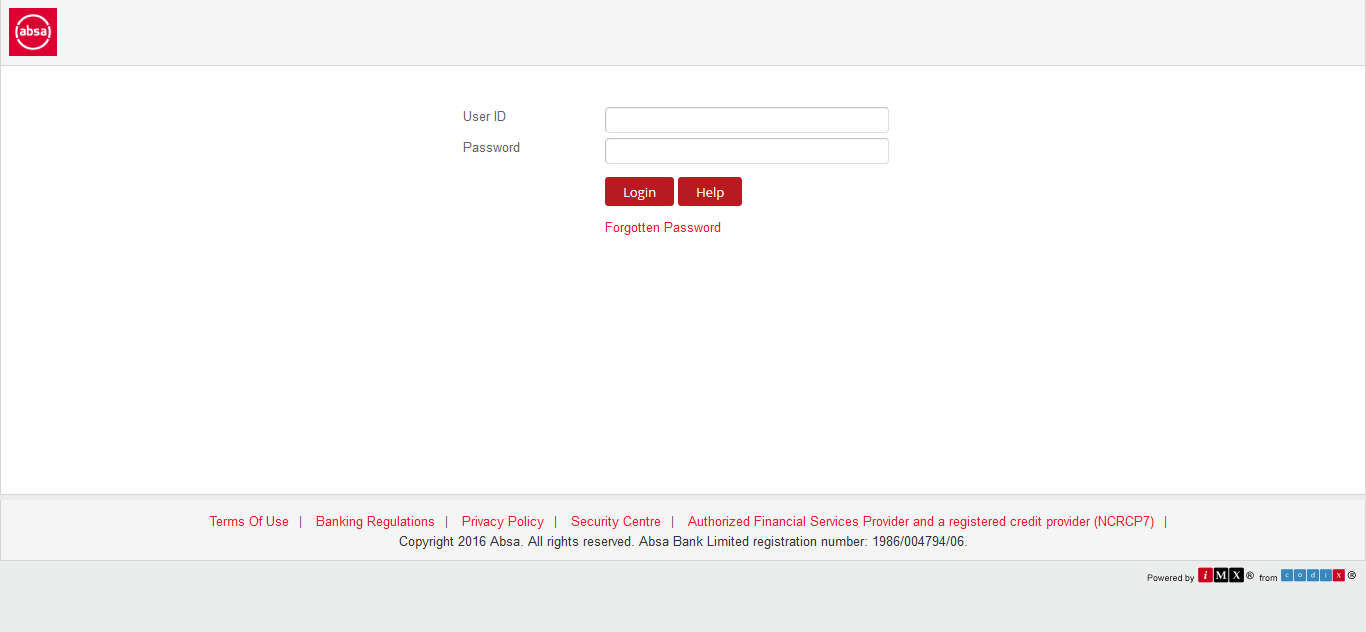 absa
User ID
Password
Login Help
Forgotten Password
Terms Of Use | Banking Regulations | Privacy Policy | Security Centre | Authorized Financial Services Provider and a registered credit provider (NCRCP7) |
Copyright 2016 Absa. All rights reserved. Absa Bank Limited registration number: 1986/004794/06.
Powered by iMX® from codix®